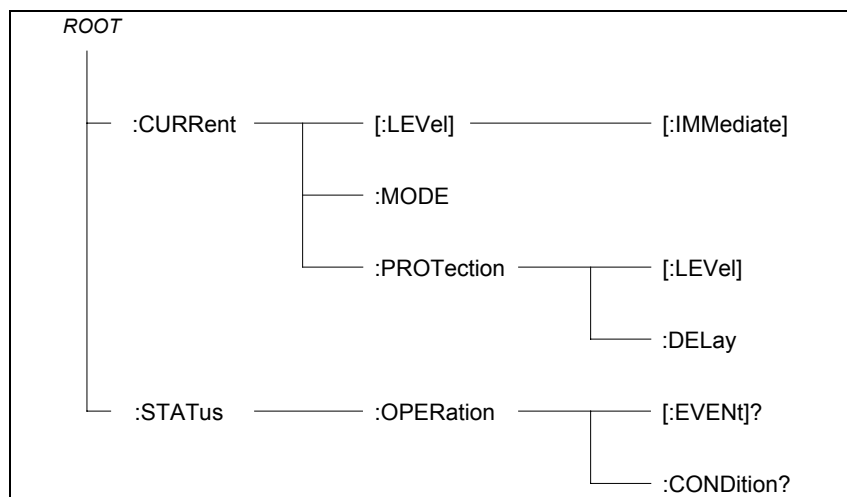 ROOT
:CURRent [:LEVel] [:IMMediate]
:MODE
:PROTection [:LEVel]
:DELay
:STATus :OPERation [:EVENt]?
:CONDition?